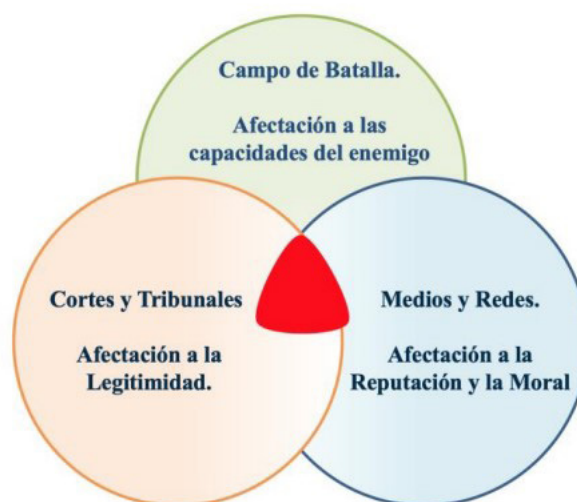 Campo de Batalla.
Afectación a las
capacidades del enemigo
Cortes y Tribunales
Afectación a la
Legitimidad.
Medios y Redes.
Afectación a la
Reputación y la Moral